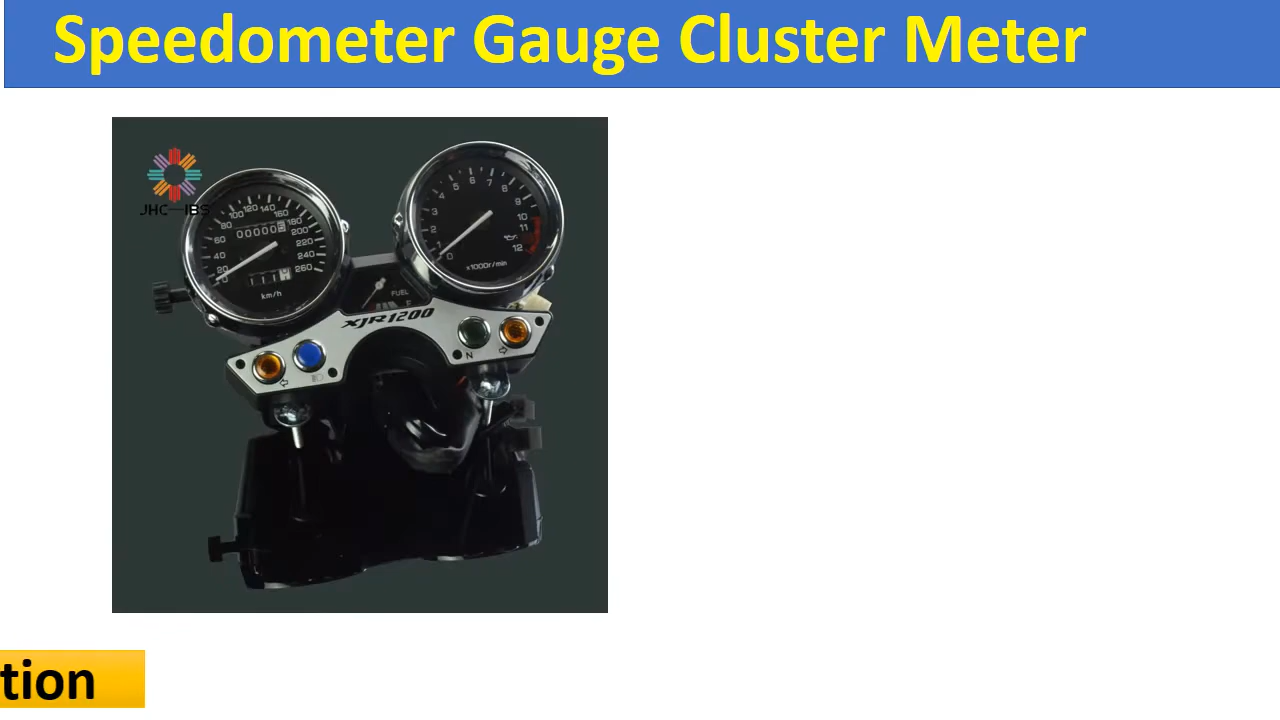 Speedometer Gauge Cluster Meter
JHC—IBS
0 20 40 60 80 100 120 140 160 180 200 220 240 260
00000
km/h
0 1 2 3 4 5 6 7 8 9 10 11 12
x1000r/min
FUEL
F
XJR1200
N
tion